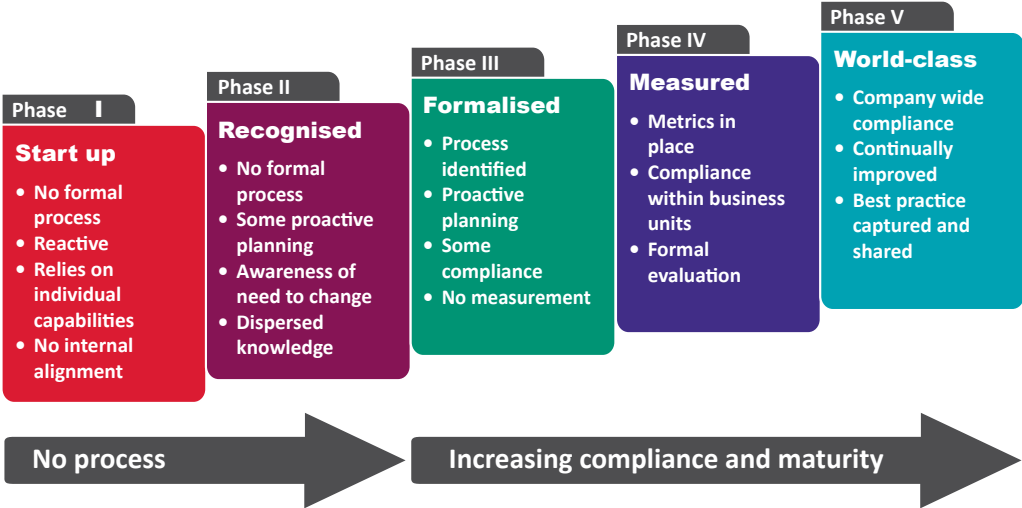 Phase I
Start up
• No formal
process
• Reactive
• Relies on
individual
capabilities
• No internal
alignment
Phase II
Recognised
• No formal
process
• Some proactive
planning
• Awareness of
need to change
• Dispersed
knowledge
Phase III
Formalised
• Process
identified
• Proactive
planning
• Some
compliance
• No measurement
Phase IV
Measured
• Metrics in
place
• Compliance
within business
units
• Formal
evaluation
Phase V
World-class
• Company wide
compliance
• Continually
improved
• Best practice
captured and
shared
No process
Increasing compliance and maturity